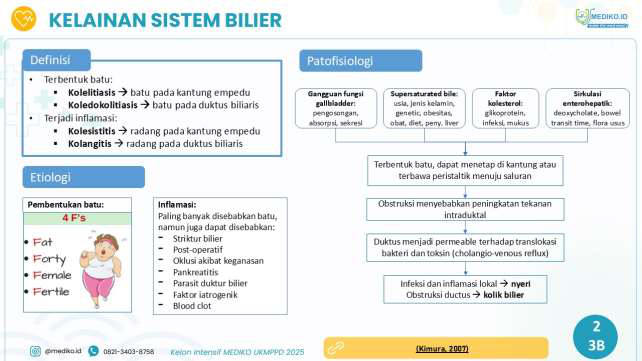 KELAINAN SISTEM BILIER
MEDIKO.ID
Definisi
• Terbentuk batu:
▪ Kolelitiasis → batu pada kantung empedu
▪ Koledokolitiasis → batu pada duktus biliaris
• Terjadi inflamasi:
▪ Kolesistitis → radang pada kantung empedu
▪ Kolangitis → radang pada duktus biliaris
Etiologi
Pembentukan batu:
4 F's
• Fat
• Forty
• Female
• Fertile
Inflamasi:
Paling banyak disebabkan batu,
namun juga dapat disebabkan:
- Striktur bilier
- Post-operatif
- Oklusi akibat keganasan
- Pankreatitis
- Parasit duktur bilier
- Faktor iatrogenik
- Blood clot
Patofisiologi
Gangguan fungsi
gallbladder:
pengosongan,
absorpsi, sekresi
Supersaturated bile:
usia, jenis kelamin,
genetic, obesitas,
obat, diet, peny. liver
Faktor
kolesterol:
glikoprotein,
infeksi, mukus
Sirkulasi
enterohepatik:
deoxycholate, bowel
transit time, flora usus
Terbentuk batu, dapat menetap di kantung atau
terbawa peristaltik menuju saluran
Obstruksi menyebabkan peningkatan tekanan
intraduktal
Duktus menjadi permeable terhadap translokasi
bakteri dan toksin (cholangio-venous reflux)
Infeksi dan inflamasi lokal → nyeri
Obstruksi ductus → kolik bilier
(Kimura, 2007)
2
3B
@mediko.id
0821-3403-8758
Kelan Intensif MEDIKO UKMPPD 2025